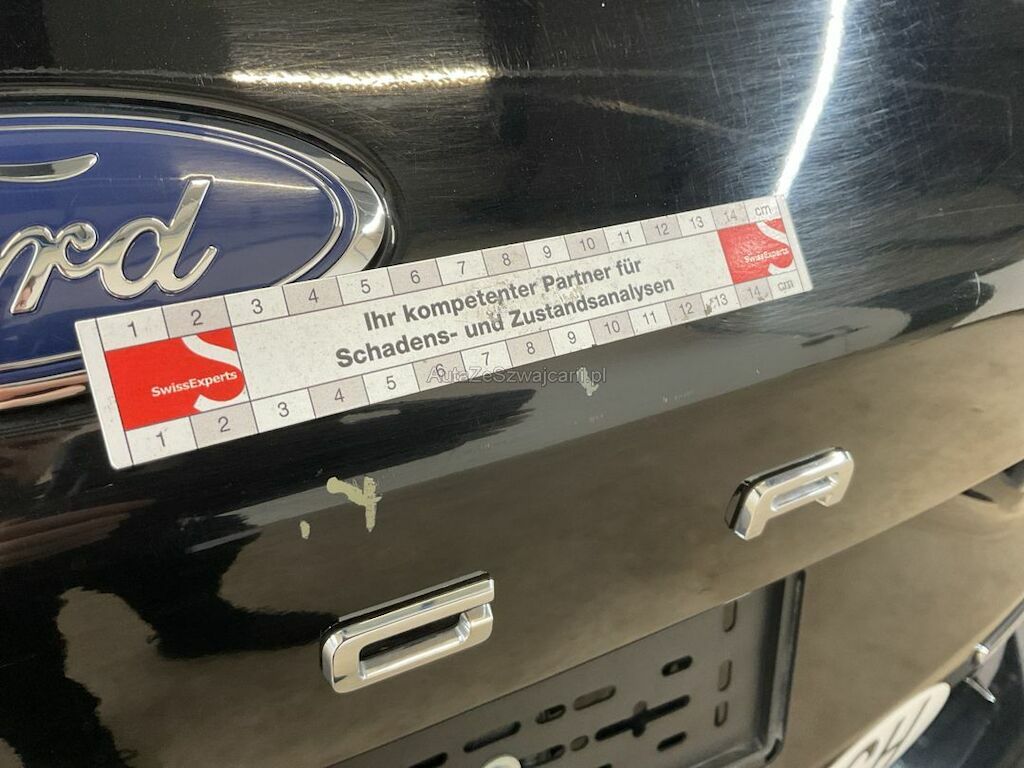 Ford
1 2 3 4 5 6 7 8 9 10 11 12 13 14 cm
Ihr kompetenter Partner für
Schadens- und Zustandsanalysen
SwissExperts
SwissExperts
1 2 3 4 5 6 7 8 9 10 11 12 13 14 cm
AutaZeSzwajcarii.pl
D A
CH